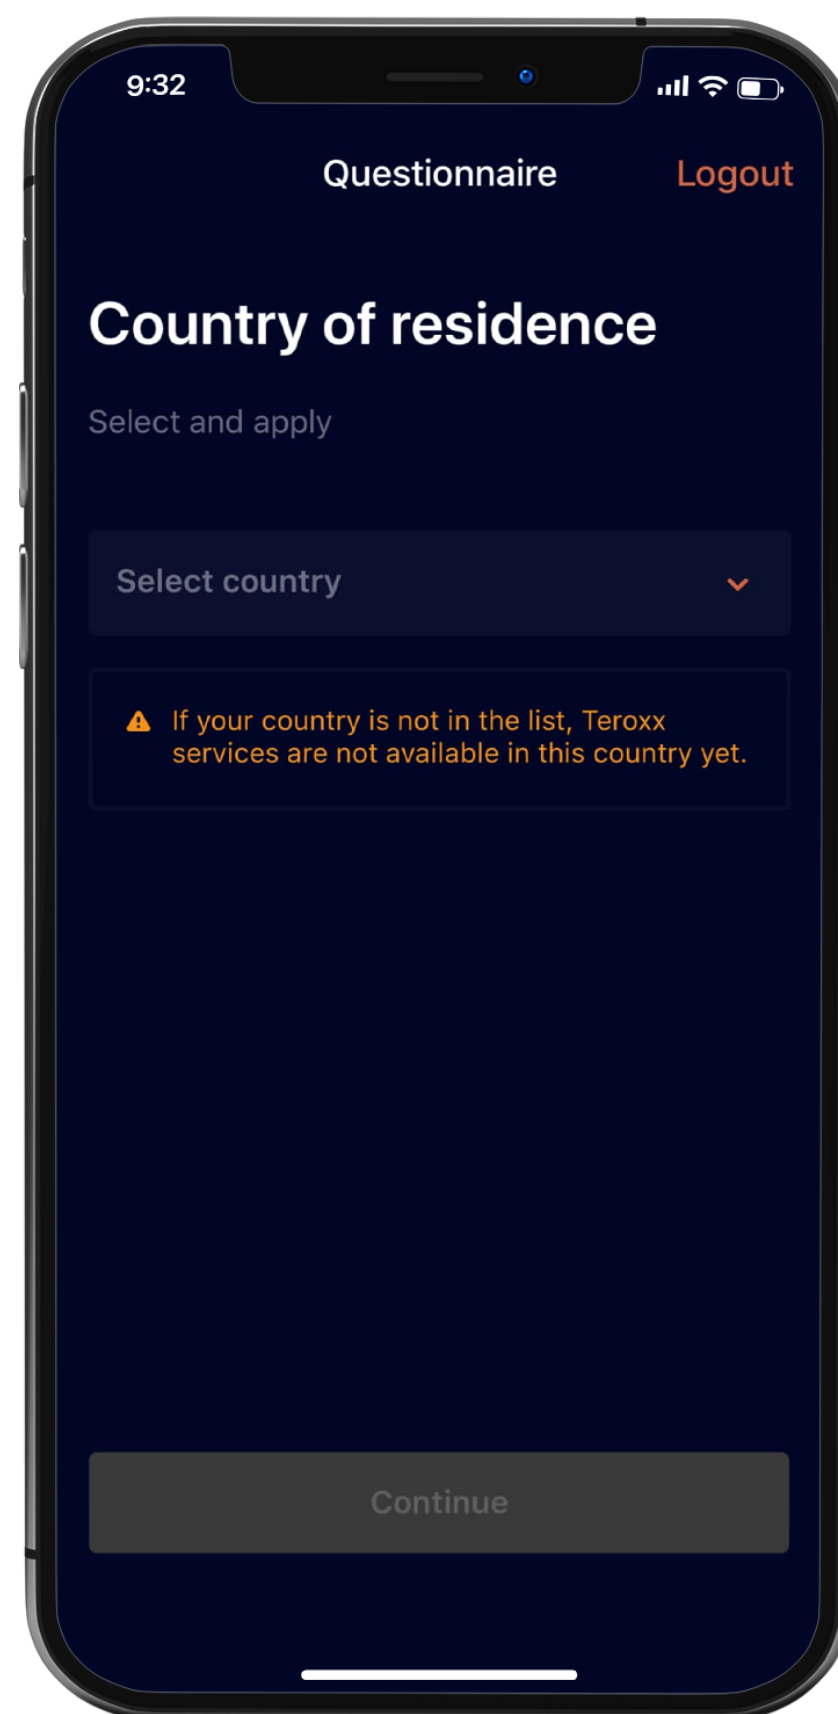 9:32
Questionnaire
Logout
Country of residence
Select and apply
Select country
If your country is not in the list, Teroxx
services are not available in this country yet.
Continue